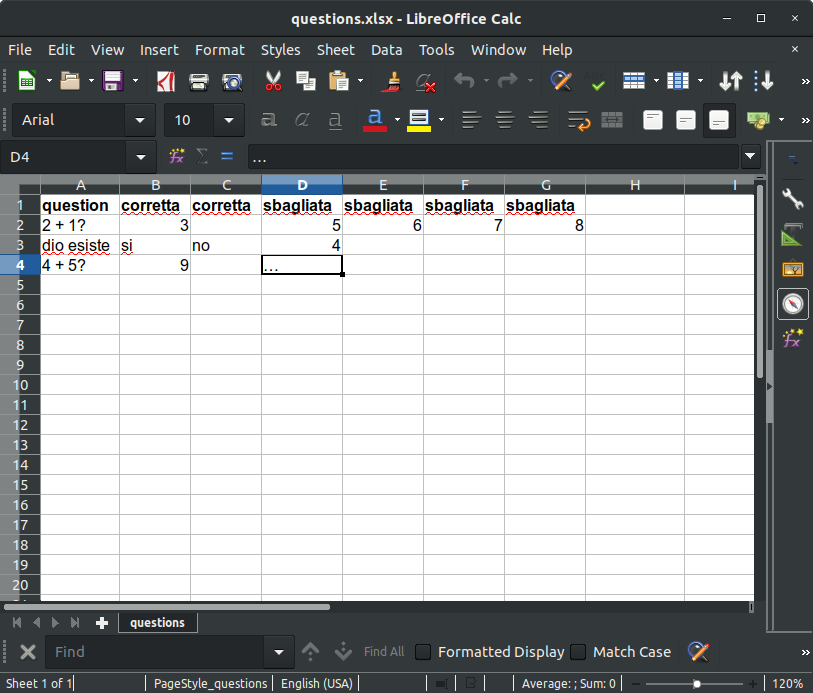 questions.xlsx - LibreOffice Calc
File Edit View Insert Format Styles Sheet Data Tools Window Help
Arial 10
D4 ...
A B C D E F G H I
1 question corretta corretta sbagliata sbagliata sbagliata sbagliata
2 2 + 1? 3 5 6 7 8
3 dio esiste si no 4
4 4 + 5? 9 ...
5
6
7
8
9
10
11
12
13
14
15
16
17
18
19
20
questions
Find Find All Formatted Display Match Case
Sheet 1 of 1 PageStyle_questions English (USA) Average: ; Sum: 0 120%